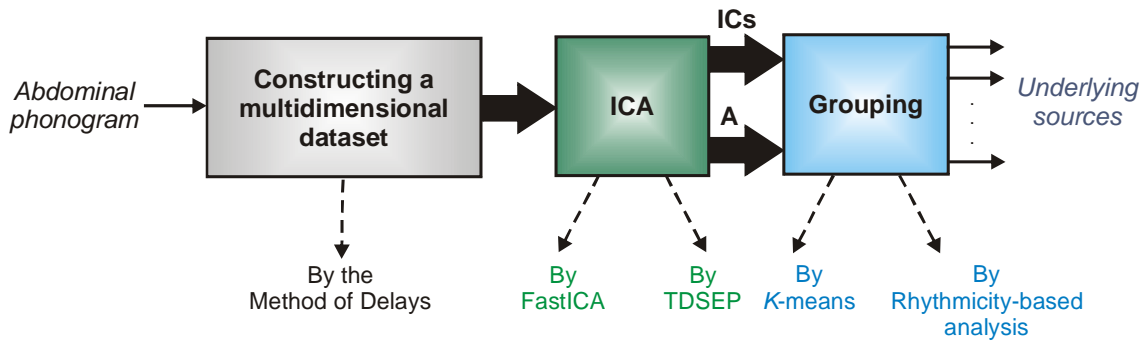 Abdominal
phonogram
Constructing a
multidimensional
dataset
ICA
ICs
A
Grouping
Underlying
sources
By the
Method of Delays
By
FastICA
By
TDSEP
By
K-means
By
Rhythmicity-based
analysis